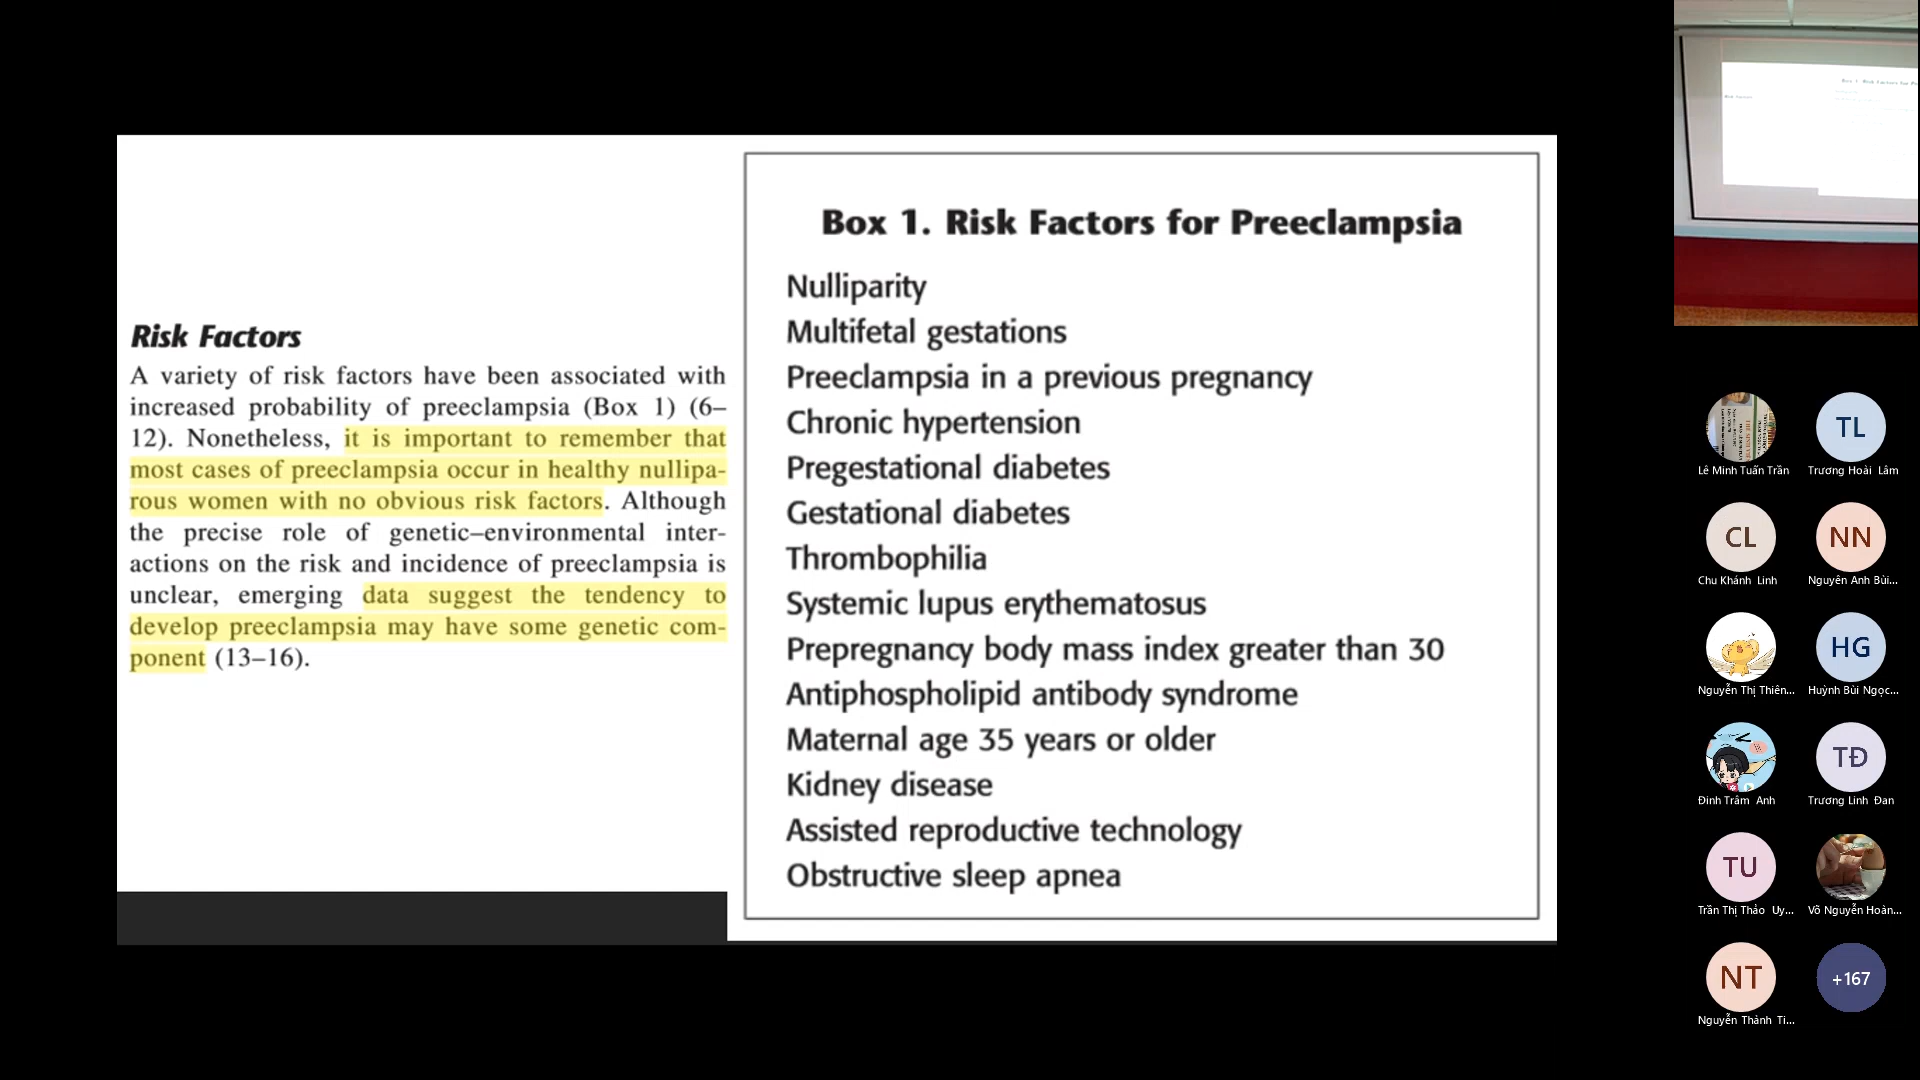 Risk Factors
A variety of risk factors have been associated with
increased probability of preeclampsia (Box 1) (6–
12). Nonetheless, it is important to remember that
most cases of preeclampsia occur in healthy nullipa-
rous women with no obvious risk factors. Although
the precise role of genetic–environmental inter-
actions on the risk and incidence of preeclampsia is
unclear, emerging data suggest the tendency to
develop preeclampsia may have some genetic com-
ponent (13–16).
Box 1. Risk Factors for Preeclampsia
Nulliparity
Multifetal gestations
Preeclampsia in a previous pregnancy
Chronic hypertension
Pregestational diabetes
Gestational diabetes
Thrombophilia
Systemic lupus erythematosus
Prepregnancy body mass index greater than 30
Antiphospholipid antibody syndrome
Maternal age 35 years or older
Kidney disease
Assisted reproductive technology
Obstructive sleep apnea
Lê Minh Tuấn Trần
TL
Trương Hoài Lâm
CL
Chu Khánh Linh
NN
Nguyên Anh Bùi...
Nguyễn Thị Thiên...
HG
Huỳnh Bùi Ngọc...
Đinh Trâm Anh
TĐ
Trương Linh Đan
TU
Trần Thị Thảo Uy...
Võ Nguyễn Hoàn...
NT
Nguyễn Thành Ti...
+167